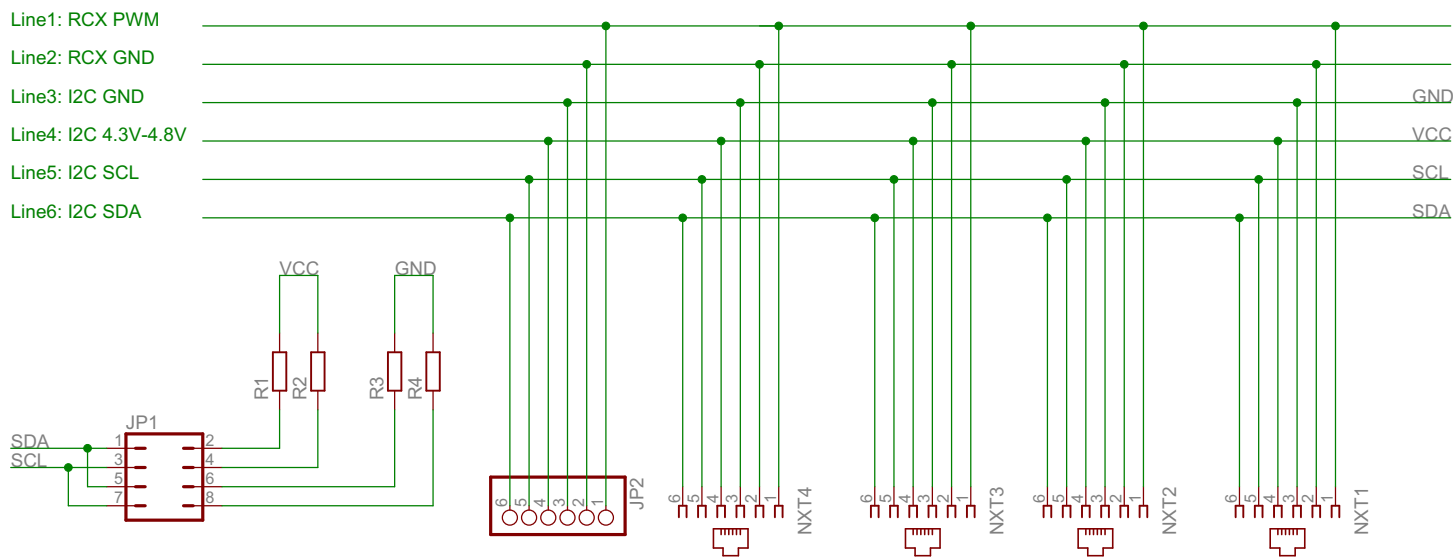 Line1: RCX PWM
Line2: RCX GND
Line3: I2C GND
GND
Line4: I2C 4.3V-4.8V
VCC
Line5: I2C SCL
SCL
Line6: I2C SDA
SDA
VCC
GND
R1
R2
R3
R4
JP1
SDA
SCL
1
2
3
4
5
6
7
8
6
5
4
3
2
1
JP2
6
5
4
3
2
1
NXT4
6
5
4
3
2
1
NXT3
6
5
4
3
2
1
NXT2
6
5
4
3
2
1
NXT1